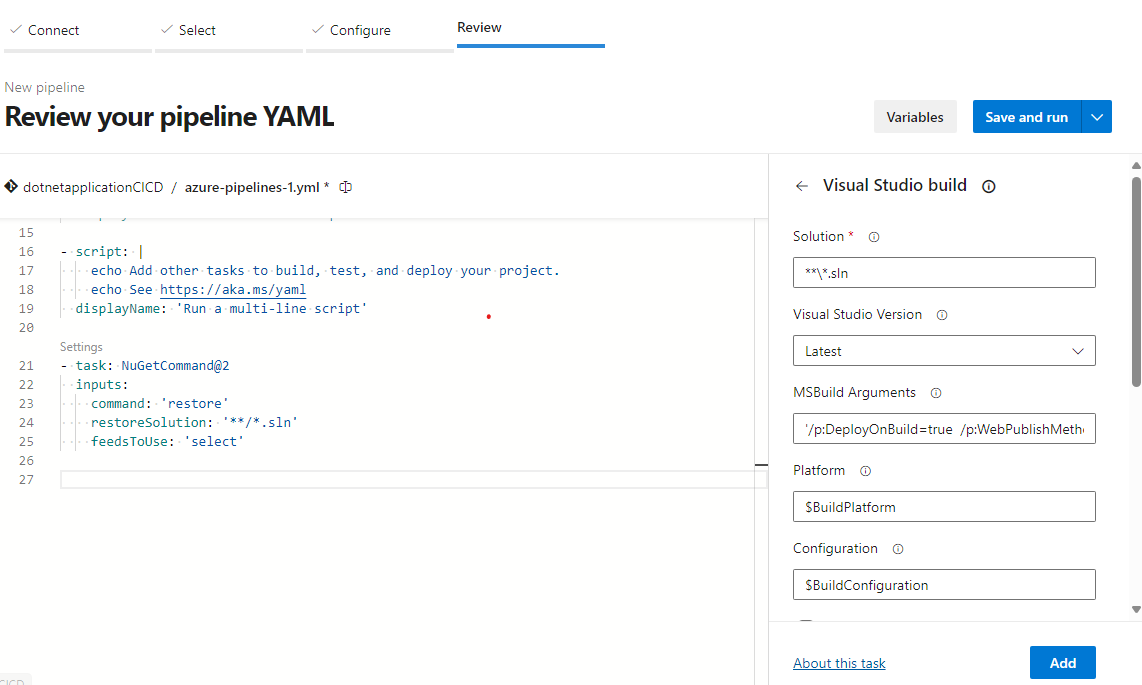 Connect
Select
Configure
Review
New pipeline
Review your pipeline YAML
Variables
Save and run
dotnetapplicationCICD / azure-pipelines-1.yml *
15
16 - script: |
17 echo Add other tasks to build, test, and deploy your project.
18 echo See https://aka.ms/yaml
19 displayName: 'Run a multi-line script'
20
Settings
21 - task: NuGetCommand@2
22 inputs:
23 command: 'restore'
24 restoreSolution: '**/*.sln'
25 feedsToUse: 'select'
26
27
Visual Studio build
Solution *
**\*.sln
Visual Studio Version
Latest
MSBuild Arguments
'/p:DeployOnBuild=true /p:WebPublishMeth
Platform
$BuildPlatform
Configuration
$BuildConfiguration
About this task
Add